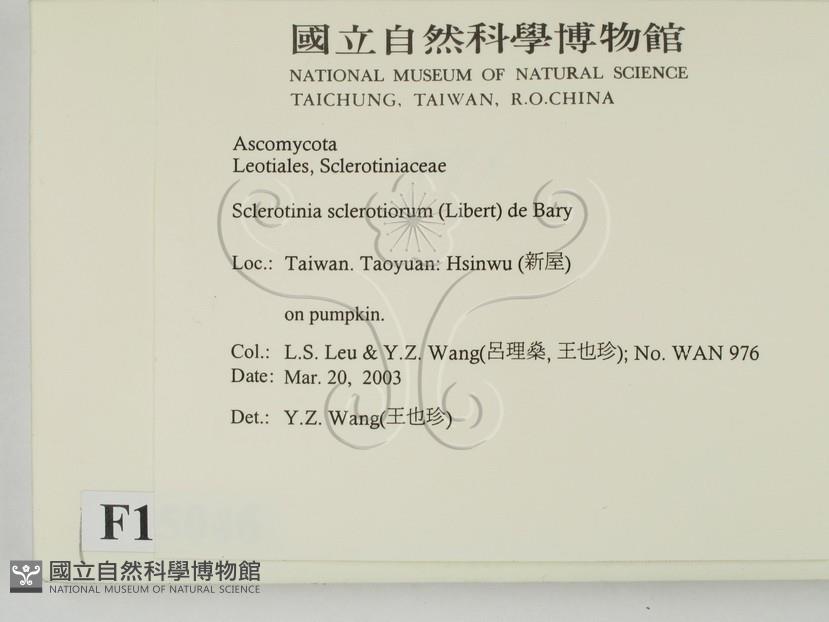 國立自然科學博物館
NATIONAL MUSEUM OF NATURAL SCIENCE
TAICHUNG, TAIWAN, R.O.CHINA
Ascomycota
Leotiales, Sclerotiniaceae
Sclerotinia sclerotiorum (Libert) de Bary
Loc.: Taiwan. Taoyuan: Hsinwu (新屋)
on pumpkin.
Col.: L.S. Leu & Y.Z. Wang(呂理燊, 王也珍); No. WAN 976
Date: Mar. 20, 2003
Det.: Y.Z. Wang(王也珍)
F15046
國立自然科學博物館
NATIONAL MUSEUM OF NATURAL SCIENCE